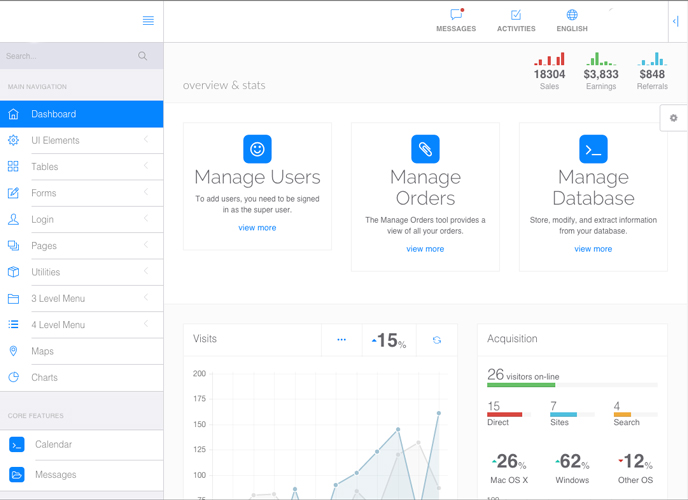 MESSAGES
ACTIVITIES
ENGLISH
Search...
MAIN NAVIGATION
Dashboard
UI Elements
Tables
Forms
Login
Pages
Utilities
3 Level Menu
4 Level Menu
Maps
Charts
CORE FEATURES
Calendar
Messages
overview & stats
18304
Sales
$3,833
Earnings
$848
Referrals
Manage Users
To add users, you need to be signed
in as the super user.
view more
Manage
Orders
The Manage Orders tool provides a
view of all your orders.
view more
Manage
Database
Store, modify, and extract information
from your database.
view more
Visits
15%
200
175
150
125
100
75
Acquisition
26 visitors on-line
15
Direct
7
Sites
4
Search
26%
Mac OS X
62%
Windows
12%
Other OS